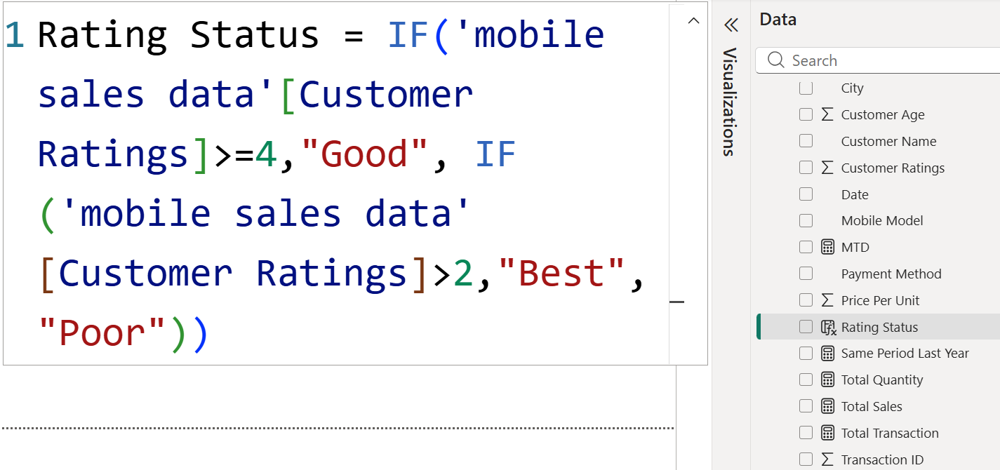 1 Rating Status = IF('mobile
sales data'[Customer
Ratings]>=4,"Good", IF
('mobile sales data'
[Customer Ratings]>2,"Best",
"Poor"))
Visualizations
Data
Search
City
Customer Age
Customer Name
Customer Ratings
Date
Mobile Model
MTD
Payment Method
Price Per Unit
Rating Status
Same Period Last Year
Total Quantity
Total Sales
Total Transaction
Transaction ID